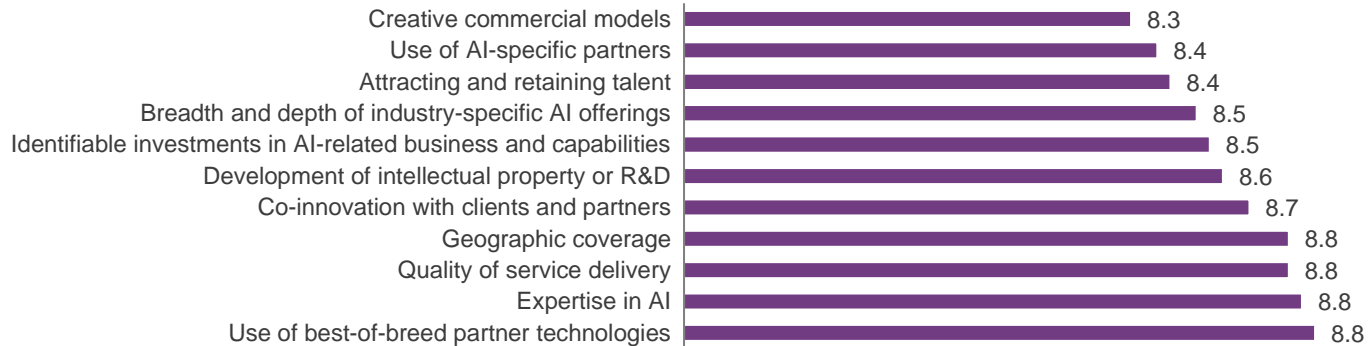 Creative commercial models 8.3
Use of AI-specific partners 8.4
Attracting and retaining talent 8.4
Breadth and depth of industry-specific AI offerings 8.5
Identifiable investments in AI-related business and capabilities 8.5
Development of intellectual property or R&D 8.6
Co-innovation with clients and partners 8.7
Geographic coverage 8.8
Quality of service delivery 8.8
Expertise in AI 8.8
Use of best-of-breed partner technologies 8.8